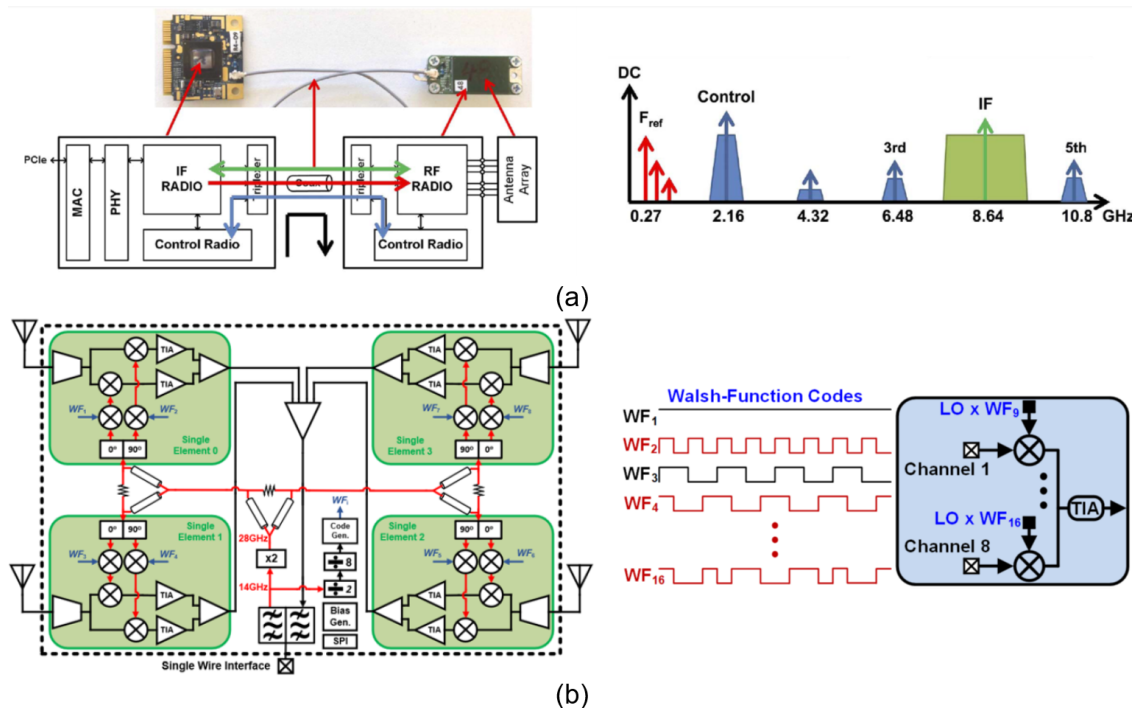 DC
Control
IF
F_ref
3rd
5th
0.27 2.16 4.32 6.48 8.64 10.8 GHz
PCIe
MAC
PHY
IF
RADIO
Coax
RF
RADIO
Antenna
Array
Control Radio
Control Radio
(a)
TIA
TIA
WF₁
WF₂
0° 90°
Single
Element 0
TIA
TIA
WF₇
WF₈
90° 0°
Single
Element 3
0° 90°
Single
Element 1
WF₃
WF₄
TIA
TIA
90° 0°
Single
Element 2
WF₅
WF₆
TIA
TIA
28GHz
x2
14GHz
WFᵢ
Code
Gen.
÷8
÷2
Bias
Gen.
SPI
Single Wire Interface
Walsh-Function Codes
WF₁
WF₂
WF₃
WF₄
WF₁₆
LO x WF₉
Channel 1
TIA
LO x WF₁₆
Channel 8
(b)